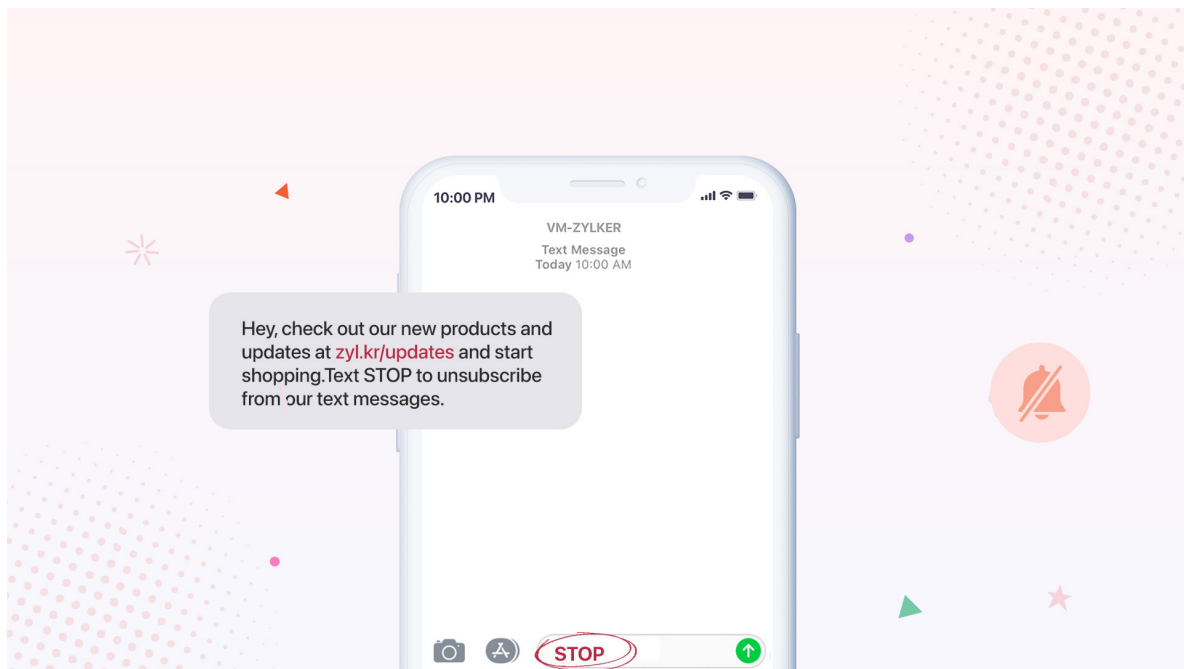 10:00 PM
VM-ZYLKER
Text Message
Today 10:00 AM
Hey, check out our new products and
updates at zyl.kr/updates and start
shopping.Text STOP to unsubscribe
from our text messages.
STOP